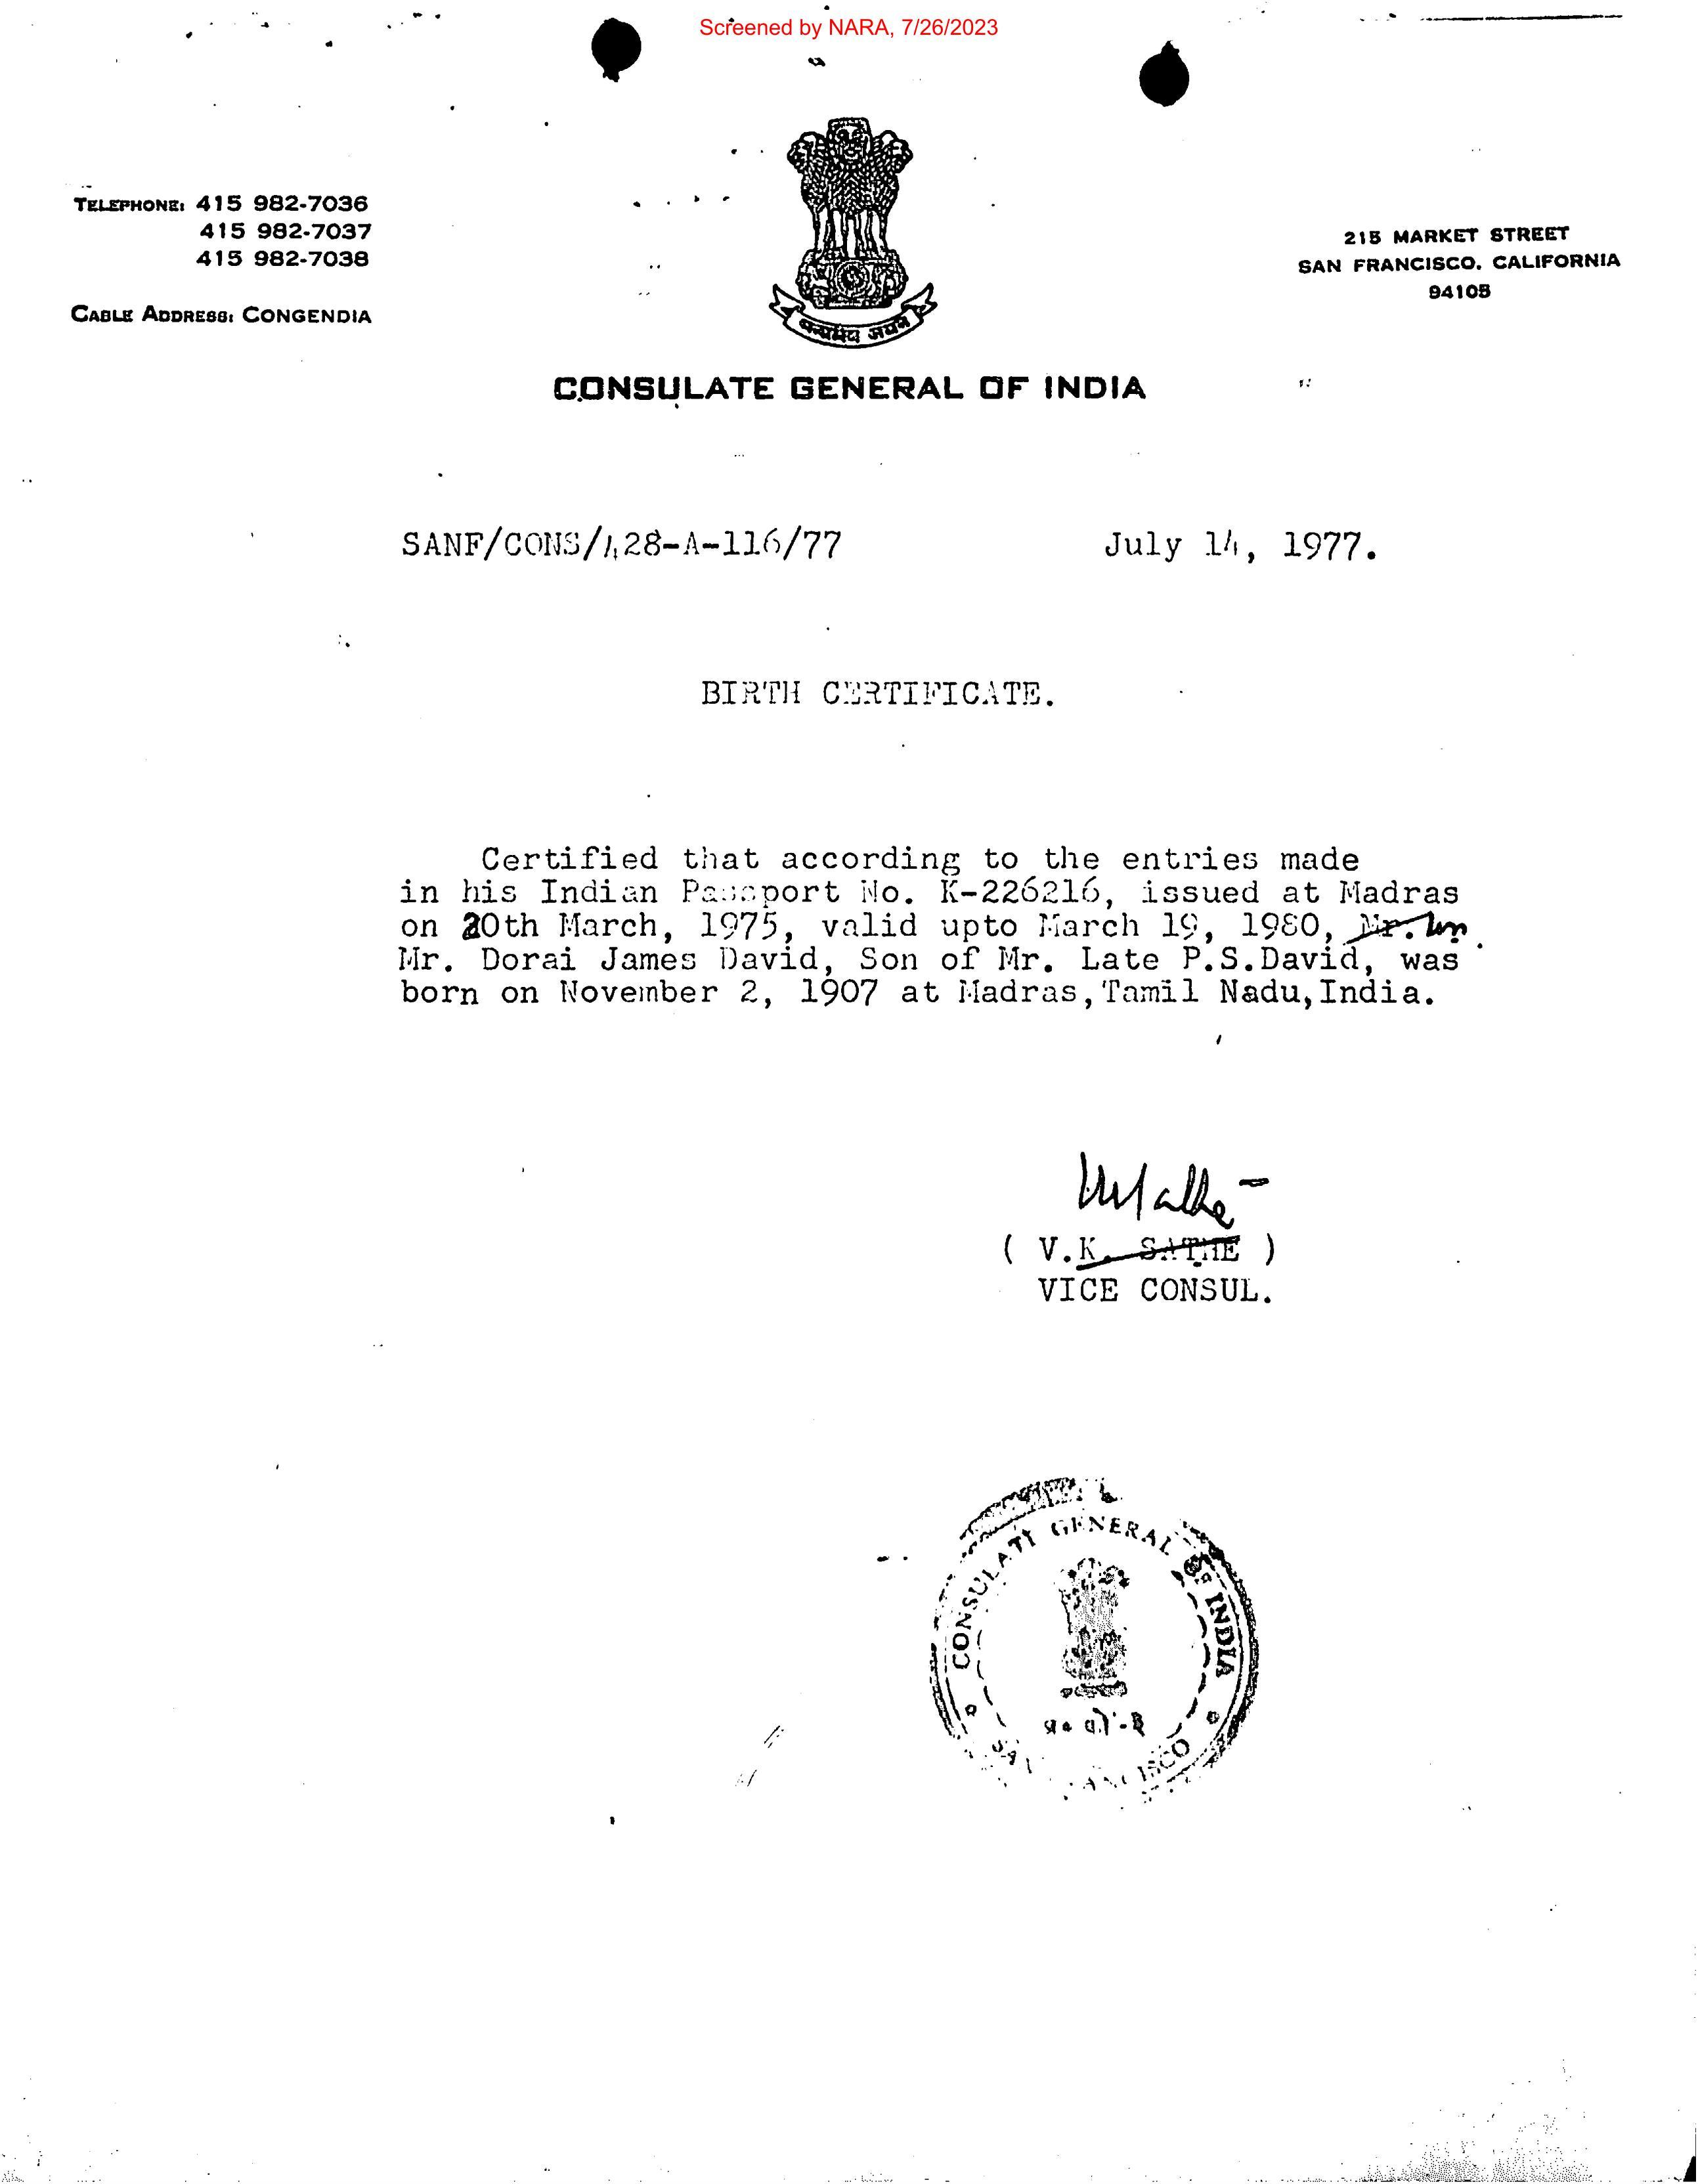 Screened by NARA, 7/26/2023
TELEPHONE: 415 982-7036
415 982-7037
415 982-7038
CABLE ADDRESS: CONGENDIA
215 MARKET STREET
SAN FRANCISCO, CALIFORNIA
94105
सत्यमेव जयते
CONSULATE GENERAL OF INDIA
SANF/CONS/428-A-116/77 July 14, 1977.
BIRTH CERTIFICATE.
Certified that according to the entries made
in his Indian Passport No. K-226216, issued at Madras
on 20th March, 1975, valid upto March 19, 1980, Mr.
Mr. Dorai James David, Son of Mr. Late P.S.David, was
born on November 2, 1907 at Madras,Tamil Nadu,India.
( V.K. SATHE )
VICE CONSUL.
CONSULATE GENERAL OF INDIA
SAN FRANCISCO